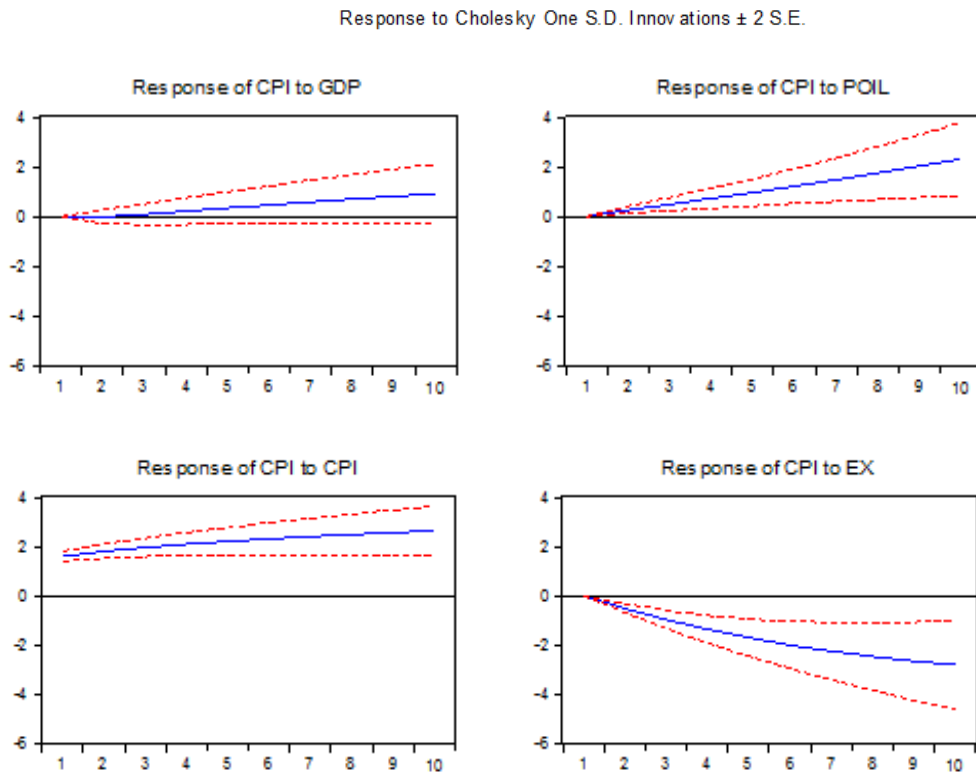 Response to Cholesky One S.D. Innovations ± 2 S.E.
Response of CPI to GDP
4
2
0
-2
-4
-6
1 2 3 4 5 6 7 8 9 10
Response of CPI to POIL
4
2
0
-2
-4
-6
1 2 3 4 5 6 7 8 9 10
Response of CPI to CPI
4
2
0
-2
-4
-6
1 2 3 4 5 6 7 8 9 10
Response of CPI to EX
4
2
0
-2
-4
-6
1 2 3 4 5 6 7 8 9 10